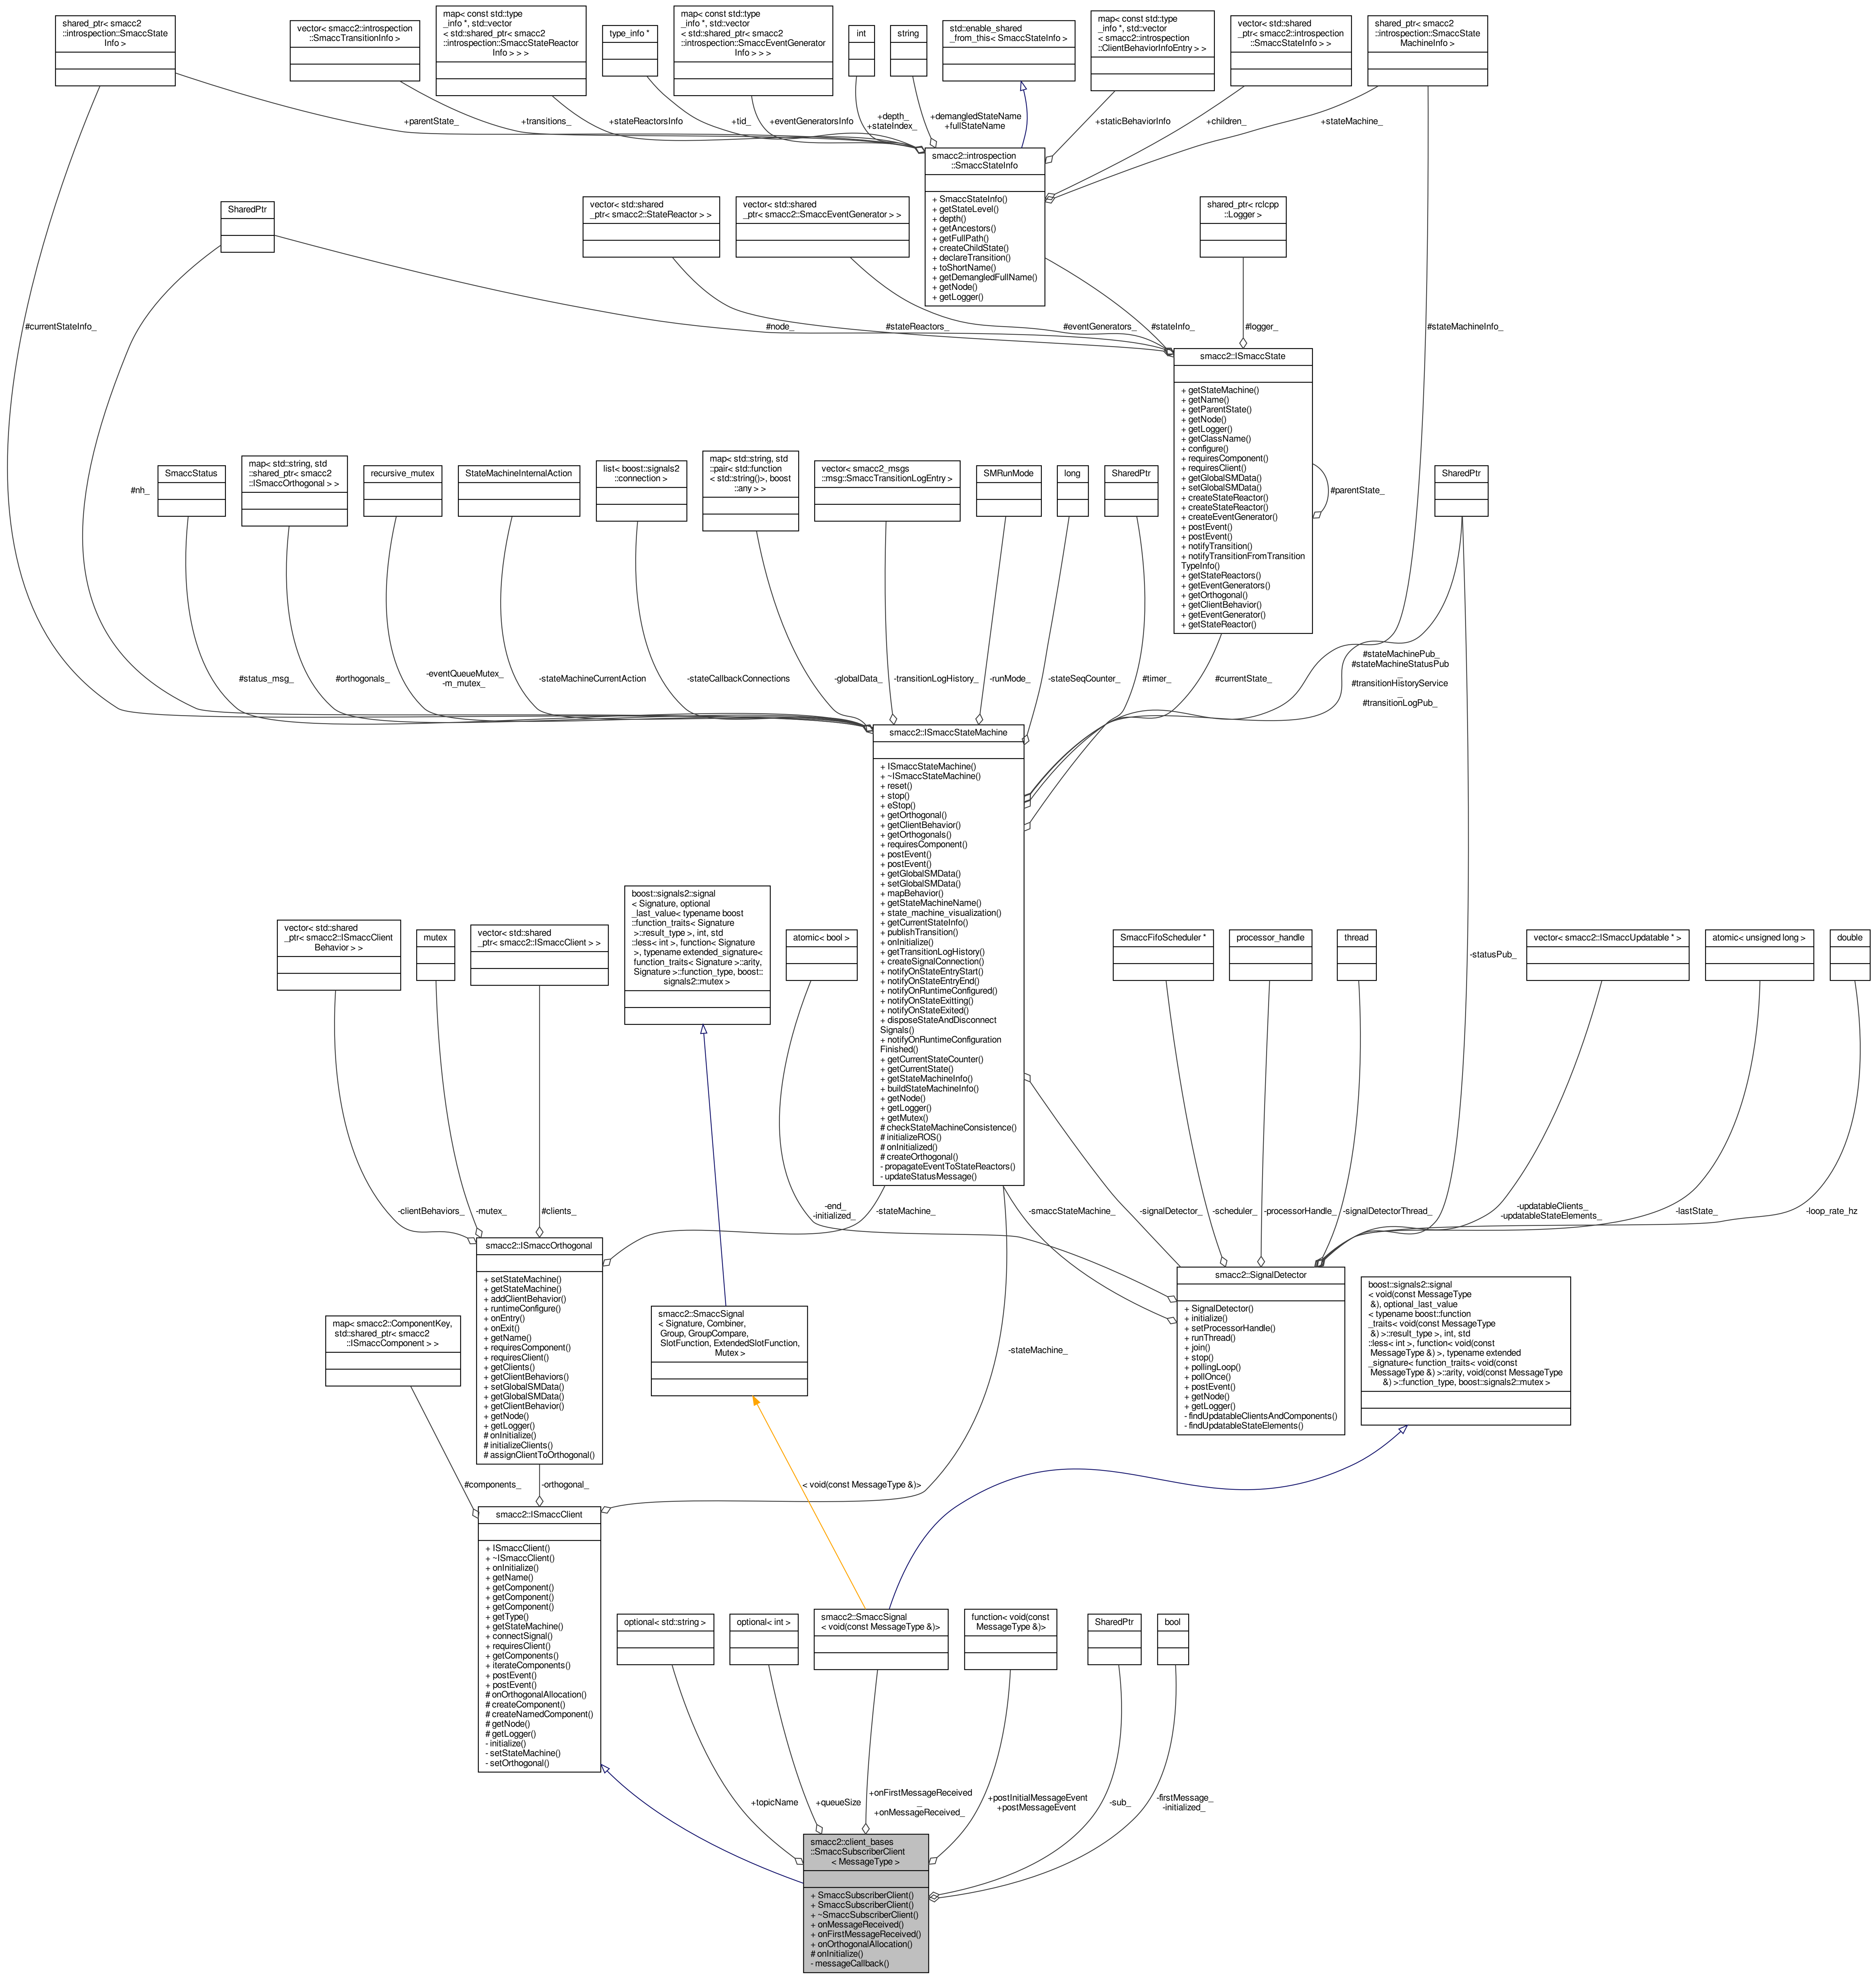 shared_ptr< smacc2
::introspection::SmaccState
Info >
vector< smacc2::introspection
::SmaccTransitionInfo >
map< const std::type
_info *, std::vector
< std::shared_ptr< smacc2
::introspection::SmaccStateReactor
Info > > >
type_info *
map< const std::type
_info *, std::vector
< std::shared_ptr< smacc2
::introspection::SmaccEventGenerator
Info > > >
int
string
std::enable_shared
_from_this< SmaccStateInfo >
map< const std::type
_info *, std::vector
< smacc2::introspection
::ClientBehaviorInfoEntry > >
vector< std::shared
_ptr< smacc2::introspection
::SmaccStateInfo > >
shared_ptr< smacc2
::introspection::SmaccState
MachineInfo >
+parentState_
+transitions_
+stateReactorsInfo
+tid_
+eventGeneratorsInfo
+depth_
+stateIndex_
+demangledStateName
+fullStateName
+staticBehaviorInfo
+children_
+stateMachine_
smacc2::introspection
::SmaccStateInfo
+ SmaccStateInfo()
+ getStateLevel()
+ depth()
+ getAncestors()
+ getFullPath()
+ createChildState()
+ declareTransition()
+ toShortName()
+ getDemangledFullName()
+ getNode()
+ getLogger()
SharedPtr
vector< std::shared
_ptr< smacc2::StateReactor > >
vector< std::shared
_ptr< smacc2::SmaccEventGenerator > >
shared_ptr< rclcpp
::Logger >
#currentStateInfo_
#node_
#stateReactors_
#eventGenerators_
#stateInfo_
#logger_
#stateMachineInfo_
smacc2::ISmaccState
+ getStateMachine()
+ getName()
+ getParentState()
+ getNode()
+ getLogger()
+ getClassName()
+ configure()
+ requiresComponent()
+ requiresClient()
+ getGlobalSMData()
+ setGlobalSMData()
+ createStateReactor()
+ createStateReactor()
+ createEventGenerator()
+ postEvent()
+ postEvent()
+ notifyTransition()
+ notifyTransitionFromTransition
TypeInfo()
+ getStateReactors()
+ getEventGenerators()
+ getOrthogonal()
+ getClientBehavior()
+ getEventGenerator()
+ getStateReactor()
#parentState_
#nh_
SmaccStatus
map< std::string, std
::shared_ptr< smacc2
::ISmaccOrthogonal > >
recursive_mutex
StateMachineInternalAction
list< boost::signals2
::connection >
map< std::string, std
::pair< std::function
< std::string()>, boost
::any > >
vector< smacc2_msgs
::msg::SmaccTransitionLogEntry >
SMRunMode
long
SharedPtr
SharedPtr
#status_msg_
#orthogonals_
-eventQueueMutex_
-m_mutex_
-stateMachineCurrentAction
-stateCallbackConnections
-globalData_
-transitionLogHistory_
-runMode_
-stateSeqCounter_
#timer_
#currentState_
#stateMachinePub_
#stateMachineStatusPub
_
#transitionHistoryService
_
#transitionLogPub_
smacc2::ISmaccStateMachine
+ ISmaccStateMachine()
+ ~ISmaccStateMachine()
+ reset()
+ stop()
+ eStop()
+ getOrthogonal()
+ getClientBehavior()
+ getOrthogonals()
+ requiresComponent()
+ postEvent()
+ postEvent()
+ getGlobalSMData()
+ setGlobalSMData()
+ mapBehavior()
+ getStateMachineName()
+ state_machine_visualization()
+ getCurrentStateInfo()
+ publishTransition()
+ onInitialize()
+ getTransitionLogHistory()
+ createSignalConnection()
+ notifyOnStateEntryStart()
+ notifyOnStateEntryEnd()
+ notifyOnRuntimeConfigured()
+ notifyOnStateExitting()
+ notifyOnStateExited()
+ disposeStateAndDisconnect
Signals()
+ notifyOnRuntimeConfiguration
Finished()
+ getCurrentStateCounter()
+ getCurrentState()
+ getStateMachineInfo()
+ buildStateMachineInfo()
+ getNode()
+ getLogger()
+ getMutex()
# checkStateMachineConsistence()
# initializeROS()
# onInitialized()
# createOrthogonal()
- propagateEventToStateReactors()
- updateStatusMessage()
vector< std::shared
_ptr< smacc2::ISmaccClient
Behavior > >
mutex
vector< std::shared
_ptr< smacc2::ISmaccClient > >
boost::signals2::signal
< Signature, optional
_last_value< typename boost
::function_traits< Signature
>::result_type >, int, std
::less< int >, function< Signature
>, typename extended_signature<
function_traits< Signature >::arity,
Signature >::function_type, boost::
signals2::mutex >
atomic< bool >
SmaccFifoScheduler *
processor_handle
thread
-statusPub_
vector< smacc2::ISmaccUpdatable * >
atomic< unsigned long >
double
-clientBehaviors_
-mutex_
#clients_
-end_
-initialized_
-stateMachine_
-smaccStateMachine_
-signalDetector_
-scheduler_
-processorHandle_
-signalDetectorThread_
-updatableClients_
-updatableStateElements_
-lastState_
-loop_rate_hz
smacc2::ISmaccOrthogonal
+ setStateMachine()
+ getStateMachine()
+ addClientBehavior()
+ runtimeConfigure()
+ onEntry()
+ onExit()
+ getName()
+ requiresComponent()
+ requiresClient()
+ getClients()
+ getClientBehaviors()
+ setGlobalSMData()
+ getGlobalSMData()
+ getClientBehavior()
+ getNode()
+ getLogger()
# onInitialize()
# initializeClients()
# assignClientToOrthogonal()
smacc2::SignalDetector
+ SignalDetector()
+ initialize()
+ setProcessorHandle()
+ runThread()
+ join()
+ stop()
+ pollingLoop()
+ pollOnce()
+ postEvent()
+ getNode()
+ getLogger()
- findUpdatableClientsAndComponents()
- findUpdatableStateElements()
boost::signals2::signal
< void(const MessageType
&), optional_last_value
< typename boost::function
_traits< void(const MessageType
&) >::result_type >, int, std
::less< int >, function< void(const
MessageType &) >, typename extended
_signature< function_traits< void(const
MessageType &) >::arity, void(const MessageType
&) >::function_type, boost::signals2::mutex >
map< smacc2::ComponentKey,
std::shared_ptr< smacc2
::ISmaccComponent > >
smacc2::SmaccSignal
< Signature, Combiner,
Group, GroupCompare,
SlotFunction, ExtendedSlotFunction,
Mutex >
-stateMachine_
#components_
-orthogonal_
< void(const MessageType &)>
smacc2::ISmaccClient
+ ISmaccClient()
+ ~ISmaccClient()
+ onInitialize()
+ getName()
+ getComponent()
+ getComponent()
+ getComponent()
+ getType()
+ getStateMachine()
+ connectSignal()
+ requiresClient()
+ getComponents()
+ iterateComponents()
+ postEvent()
+ postEvent()
# onOrthogonalAllocation()
# createComponent()
# createNamedComponent()
# getNode()
# getLogger()
- initialize()
- setStateMachine()
- setOrthogonal()
optional< std::string >
optional< int >
smacc2::SmaccSignal
< void(const MessageType &)>
function< void(const
MessageType &)>
SharedPtr
bool
+topicName
+queueSize
+onFirstMessageReceived
_
+onMessageReceived_
+postInitialMessageEvent
+postMessageEvent
-sub_
-firstMessage_
-initialized_
smacc2::client_bases
::SmaccSubscriberClient
< MessageType >
+ SmaccSubscriberClient()
+ SmaccSubscriberClient()
+ ~SmaccSubscriberClient()
+ onMessageReceived()
+ onFirstMessageReceived()
+ onOrthogonalAllocation()
# onInitialize()
- messageCallback()